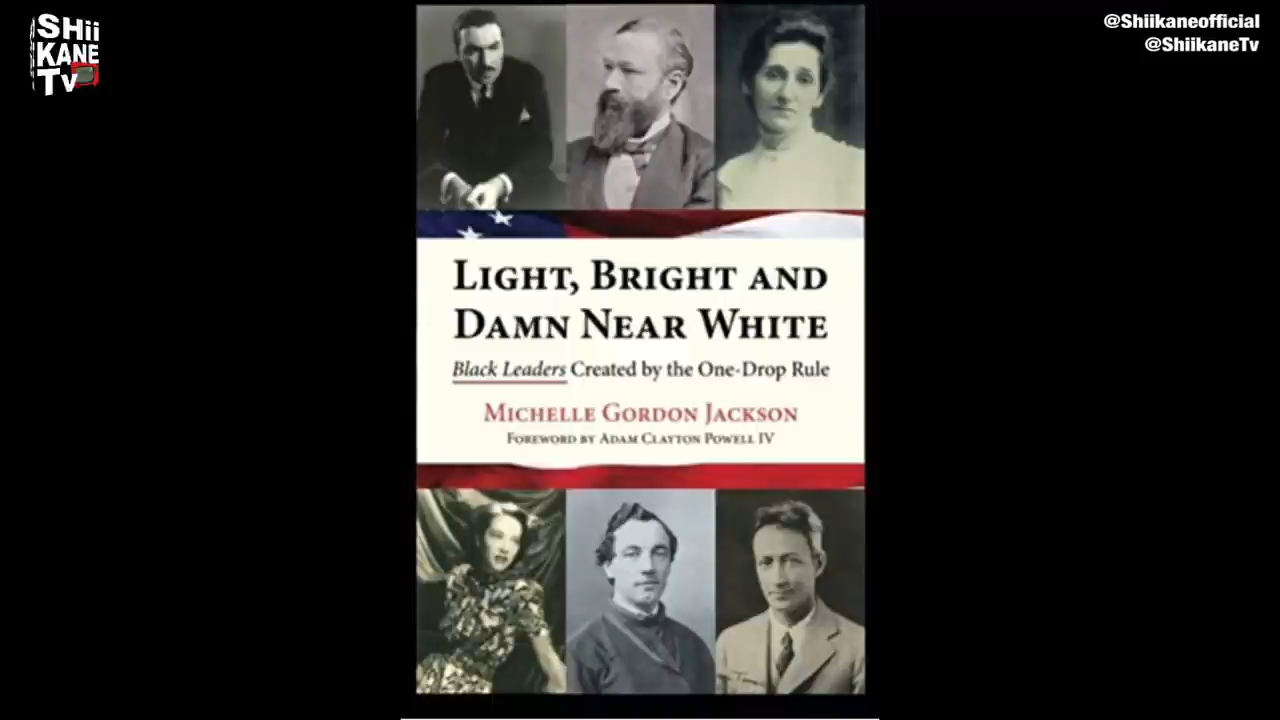 SHii
KANE
Tv
@Shiikaneofficial
@ShiikaneTv
LIGHT, BRIGHT AND
DAMN NEAR WHITE
Black Leaders Created by the One-Drop Rule
MICHELLE GORDON JACKSON
FOREWORD BY ADAM CLAYTON POWELL IV